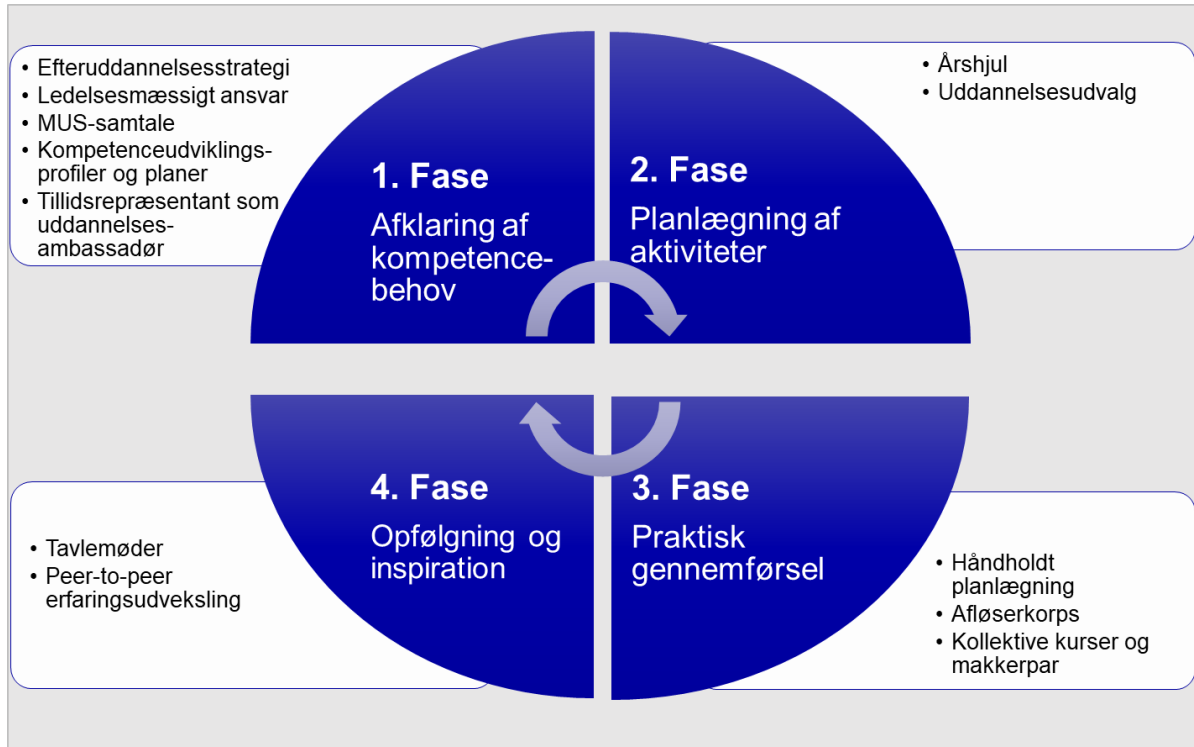 • Efteruddannelsesstrategi
• Ledelsesmæssigt ansvar
• MUS-samtale
• Kompetenceudviklings-
profiler og planer
• Tillidsrepræsentant som
uddannelses-
ambassadør
1. Fase
Afklaring af
kompetence-
behov
2. Fase
Planlægning af
aktiviteter
• Årshjul
• Uddannelsesudvalg
• Tavlemøder
• Peer-to-peer
erfaringsudveksling
4. Fase
Opfølgning og
inspiration
3. Fase
Praktisk
gennemførsel
• Håndholdt
planlægning
• Afløserkorps
• Kollektive kurser og
makkerpar